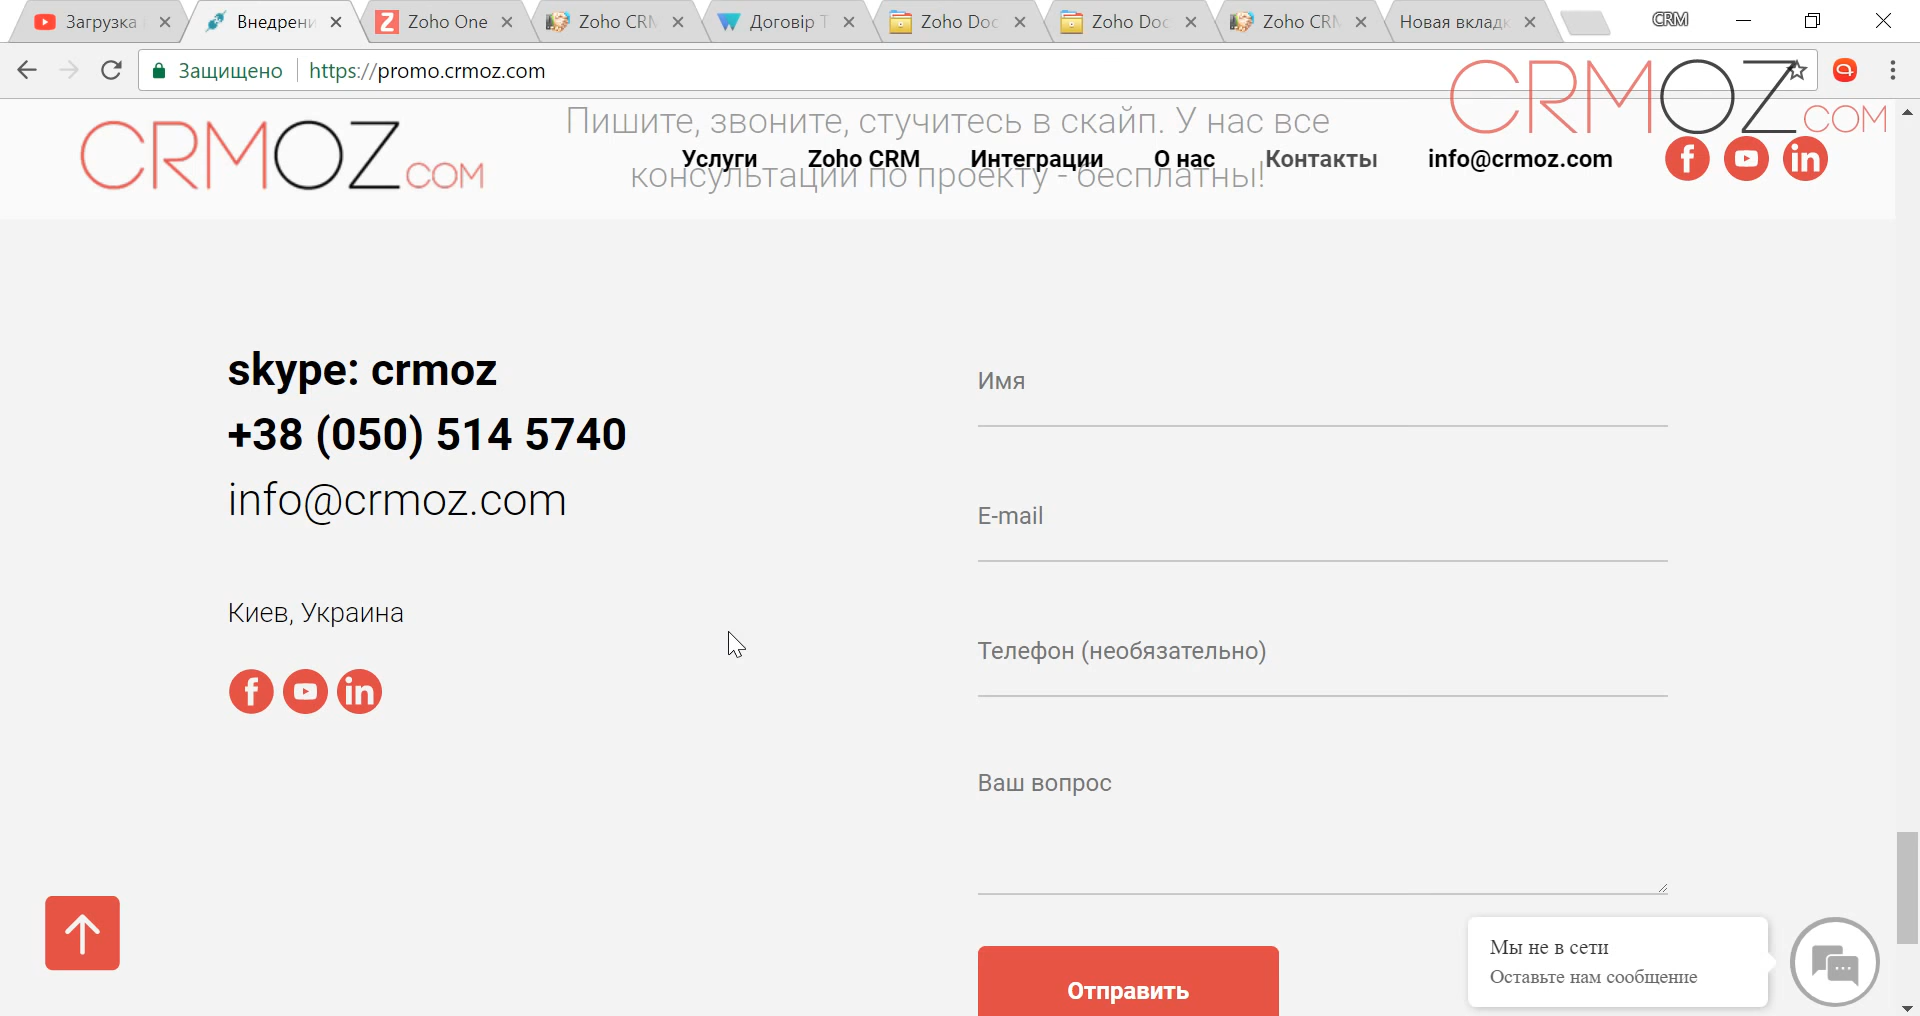 Загрузка
Внедрени
Zoho One
Zoho CRM
Договір Т
Zoho Doc
Zoho Doc
Zoho CRM
Новая вкладк
CRM
Защищено
https://promo.crmoz.com
CRMOZ.COM
CRMOZ.COM
Пишите, звоните, стучитесь в скайп. У нас все
консультации по проекту - бесплатны!
Услуги
Zoho CRM
Интеграции
О нас
Контакты
info@crmoz.com
skype: crmoz
+38 (050) 514 5740
info@crmoz.com
Киев, Украина
Имя
E-mail
Телефон (необязательно)
Ваш вопрос
Отправить
Мы не в сети
Оставьте нам сообщение